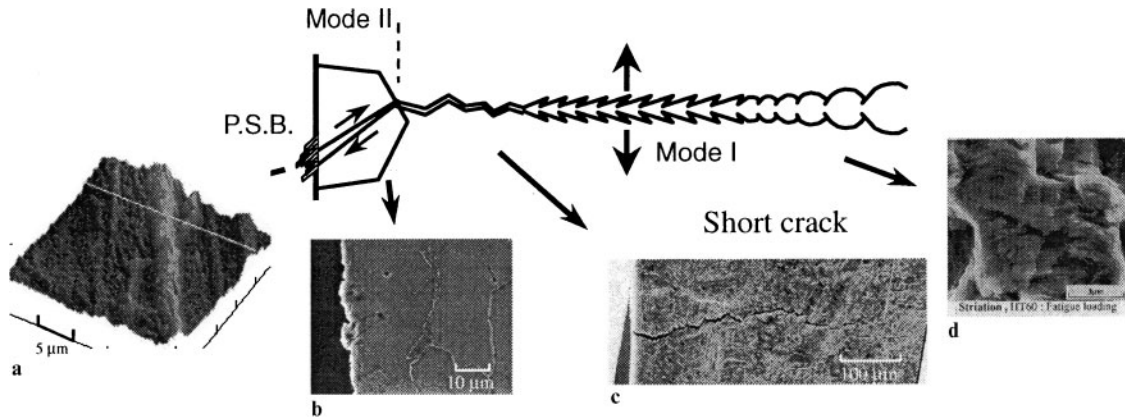 Mode II
P.S.B.
Mode I
Short crack
5 μm
a
10 μm
b
100 μm
c
Striation , HT60 : Fatigue loading
d